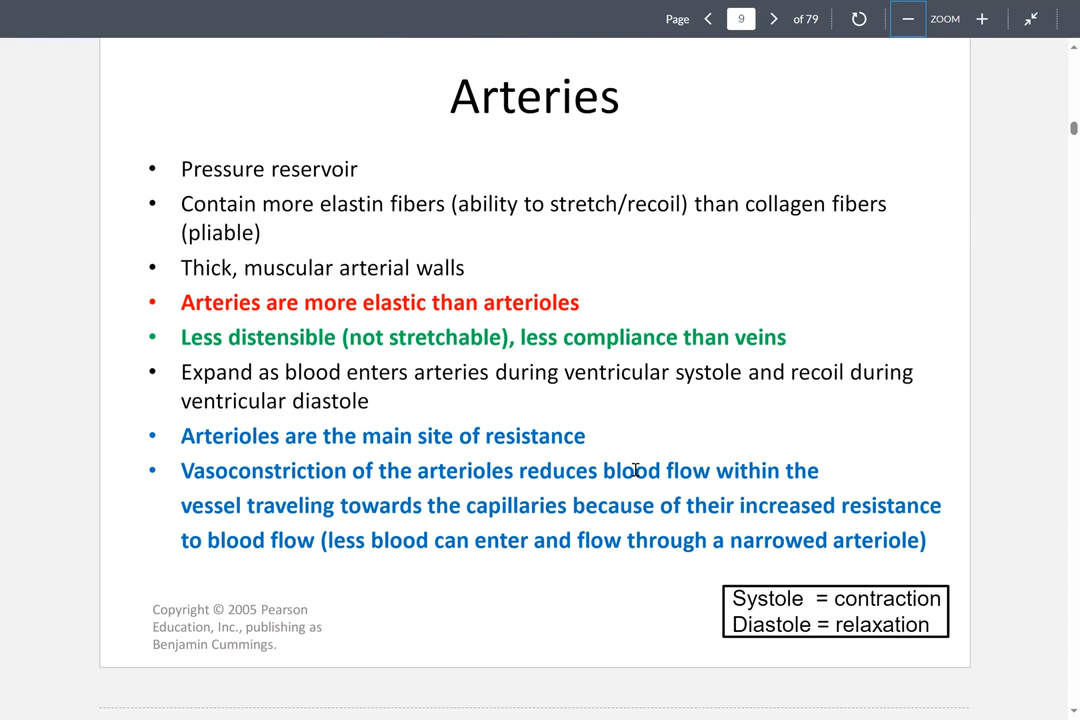 Page 9 of 79 ZOOM
Arteries
• Pressure reservoir
• Contain more elastin fibers (ability to stretch/recoil) than collagen fibers
(pliable)
• Thick, muscular arterial walls
• Arteries are more elastic than arterioles
• Less distensible (not stretchable), less compliance than veins
• Expand as blood enters arteries during ventricular systole and recoil during
ventricular diastole
• Arterioles are the main site of resistance
• Vasoconstriction of the arterioles reduces blood flow within the
vessel traveling towards the capillaries because of their increased resistance
to blood flow (less blood can enter and flow through a narrowed arteriole)
Systole = contraction
Diastole = relaxation
Copyright © 2005 Pearson
Education, Inc., publishing as
Benjamin Cummings.